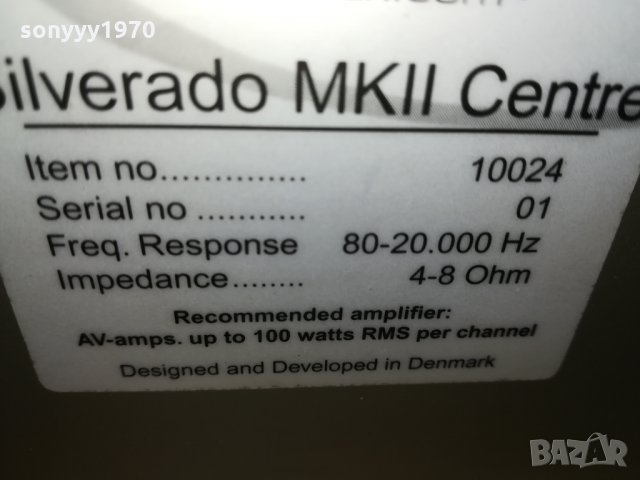 sonyyy1970
Silverado MKII Centre
Item no............... 10024
Serial no ........... 01
Freq. Response 80-20.000 Hz
Impedance........ 4-8 Ohm
Recommended amplifier:
AV-amps. up to 100 watts RMS per channel
Designed and Developed in Denmark
BAZAR